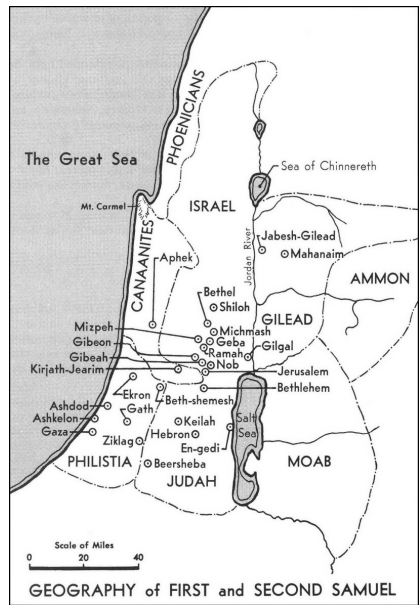 PHOENICIANS
The Great Sea
Sea of Chinnereth
Mt. Carmel
ISRAEL
CANAANITES
Jordan River
Jabesh-Gilead
Mahanaim
Aphek
AMMON
Bethel
Shiloh
GILEAD
Mizpeh
Michmash
Gibeon
Geba
Ramah
Gilgal
Gibeah
Nob
Kirjath-Jearim
Jerusalem
Bethlehem
Ekron
Beth-shemesh
Ashdod
Gath
Ashkelon
Keilah
Salt
Sea
Gaza
Hebron
Ziklag
En-gedi
PHILISTIA
Beersheba
MOAB
JUDAH
Scale of Miles
0 20 40
GEOGRAPHY of FIRST and SECOND SAMUEL